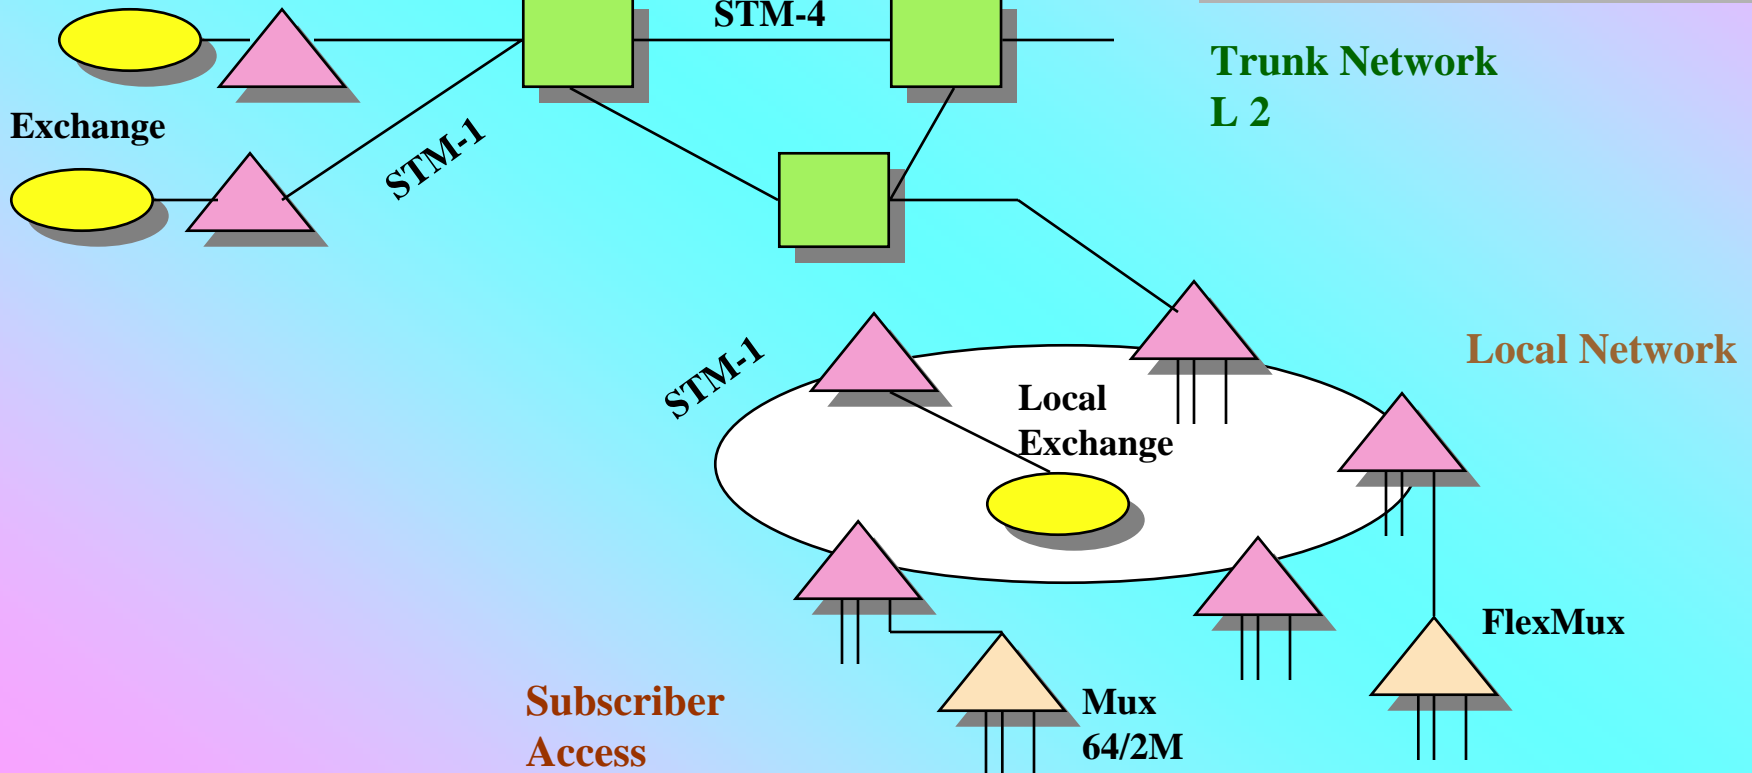 STM-4
Trunk Network
L 2
Exchange
STM-1
STM-1
Local Network
Local
Exchange
FlexMux
Subscriber
Access
Mux
64/2M